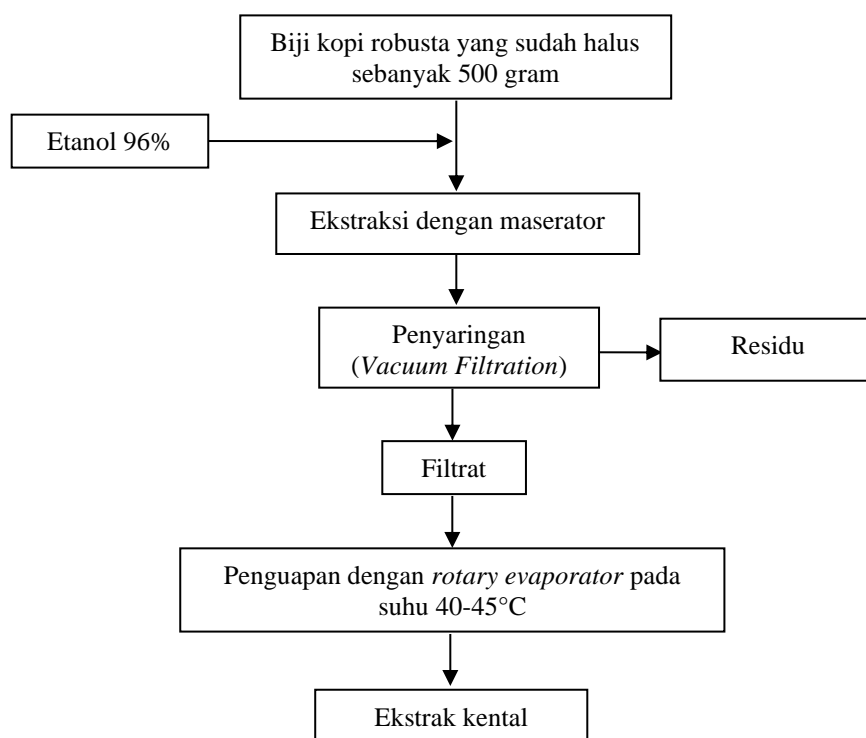 Biji kopi robusta yang sudah halus
sebanyak 500 gram
Etanol 96%
Ekstraksi dengan maserator
Penyaringan
(Vacuum Filtration)
Residu
Filtrat
Penguapan dengan rotary evaporator pada
suhu 40-45°C
Ekstrak kental